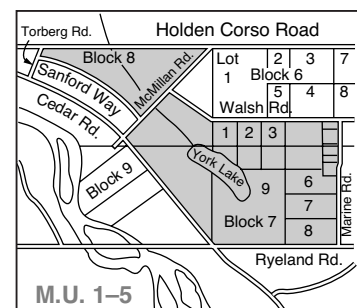 Torberg Rd.
Holden Corso Road
Block 8
McMillan Rd.
Sanford Way
Cedar Rd.
Lot
1
2
3
7
Block 6
5
4
8
Walsh Rd.
1
2
3
York Lake
Block 9
9
6
7
8
Block 7
Marine Rd.
Ryeland Rd.
M.U. 1–5